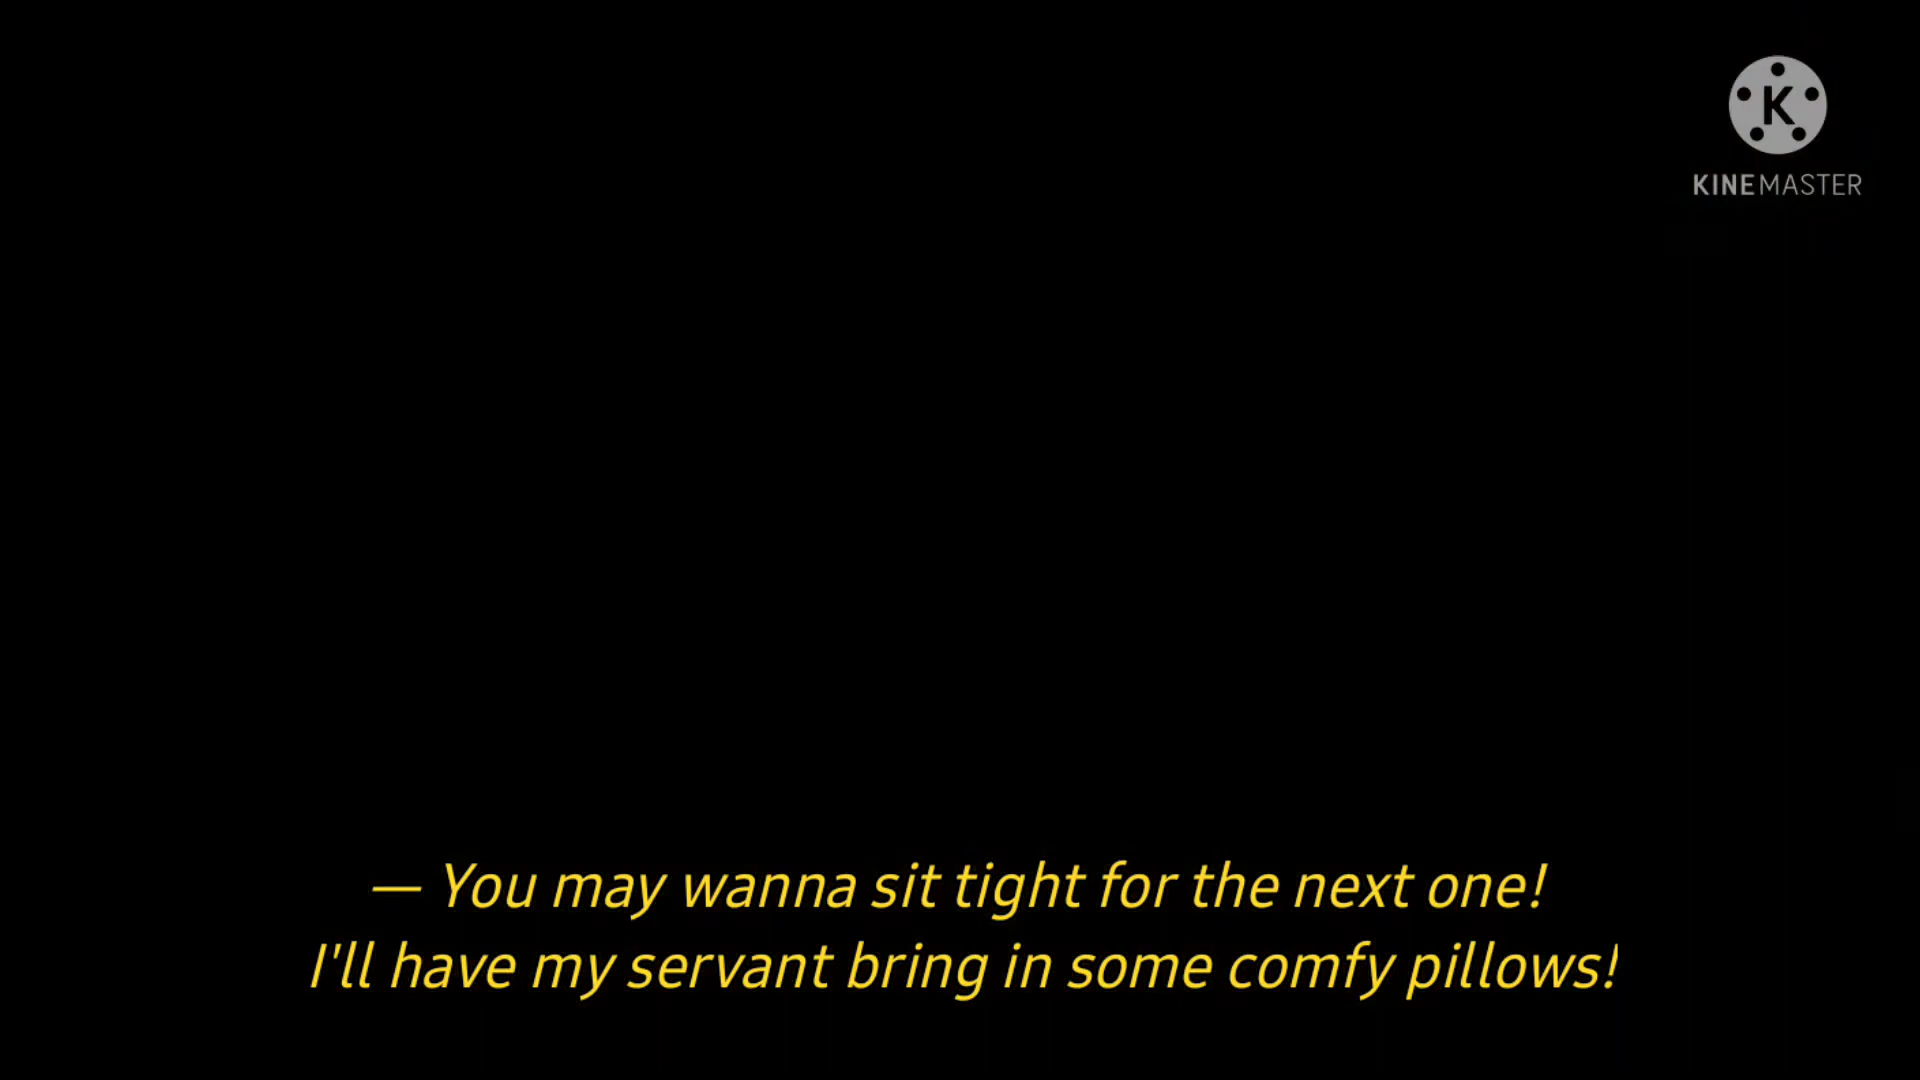 K
KINEMASTER
— You may wanna sit tight for the next one!
I'll have my servant bring in some comfy pillows!